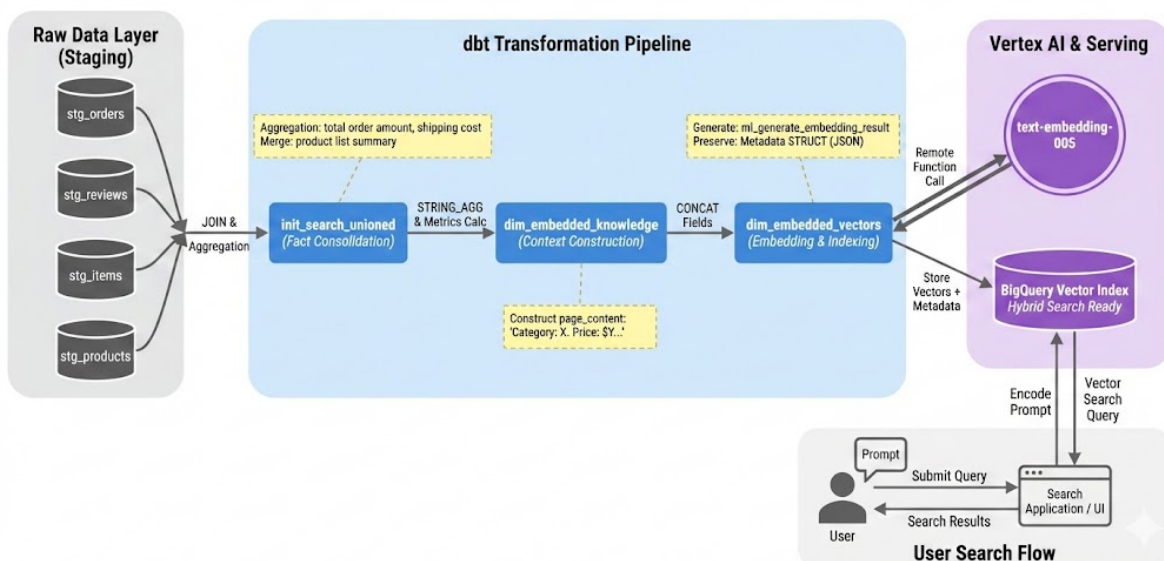 Raw Data Layer
(Staging)
stg_orders
stg_reviews
stg_items
stg_products
JOIN &
Aggregation
dbt Transformation Pipeline
Aggregation: total order amount, shipping cost
Merge: product list summary
init_search_unioned
(Fact Consolidation)
STRING_AGG
& Metrics Calc
dim_embedded_knowledge
(Context Construction)
Construct page_content:
'Category: X. Price: $Y...'
CONCAT
Fields
Generate: ml_generate_embedding_result
Preserve: Metadata STRUCT (JSON)
dim_embedded_vectors
(Embedding & Indexing)
Vertex AI & Serving
Remote
Function
Call
text-embedding-
00S
Store
Vectors +
Metadata
BigQuery Vector Index
Hybrid Search Ready
Encode
Prompt
Vector
Search
Query
Prompt
User
Submit Query
Search Results
Search
Application / UI
User Search Flow